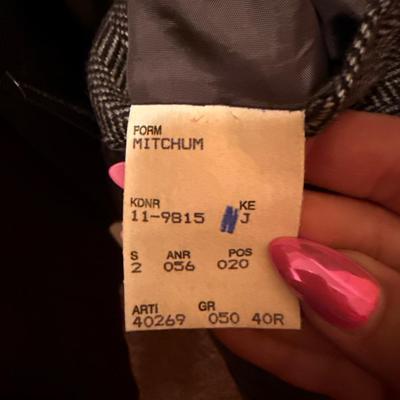 FORM
MITCHUM
KDNR KE
11-9815 J
S ANR POS
2 056 020
ARTI GR
40269 050 40R